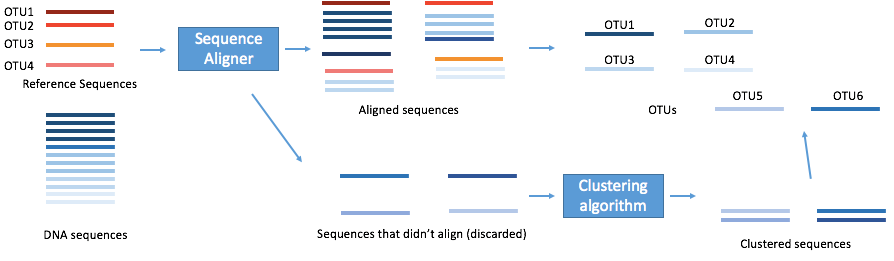 OTU1
OTU2
OTU3
OTU4
Reference Sequences
DNA sequences
Sequence
Aligner
Aligned sequences
Sequences that didn't align (discarded)
Clustering
algorithm
Clustered sequences
OTU1
OTU2
OTU3
OTU4
OTUs
OTU5
OTU6